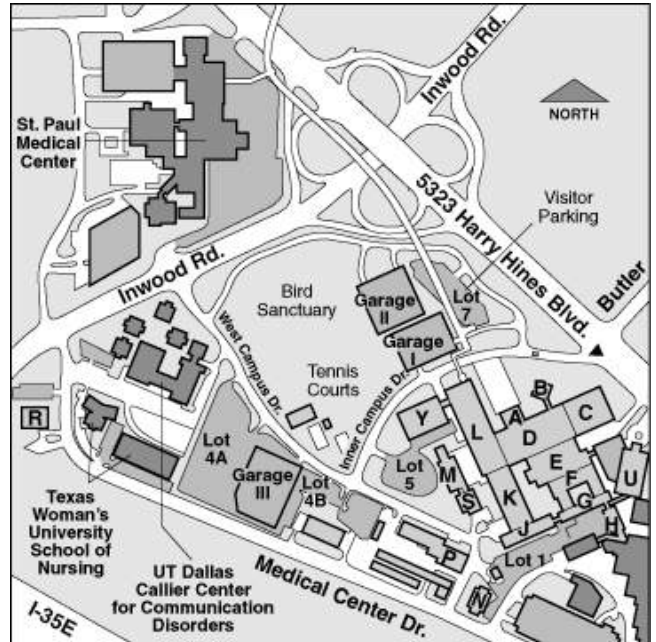 Inwood Rd.
St. Paul
Medical
Center
NORTH
5323 Harry Hines Blvd.
Visitor
Parking
Butler
Inwood Rd.
Bird
Sanctuary
Garage
II
Lot
7
Garage
I
West Campus Dr.
Tennis
Courts
Inner Campus Dr.
B
A
C
Y
L
D
R
Lot
4A
Lot
5
M
E
F
U
Garage
III
Lot
4B
S
K
G
J
H
Texas
Woman's
University
School of
Nursing
P
Lot 1
N
UT Dallas
Callier Center
for Communication
Disorders
Medical Center Dr.
I-35E